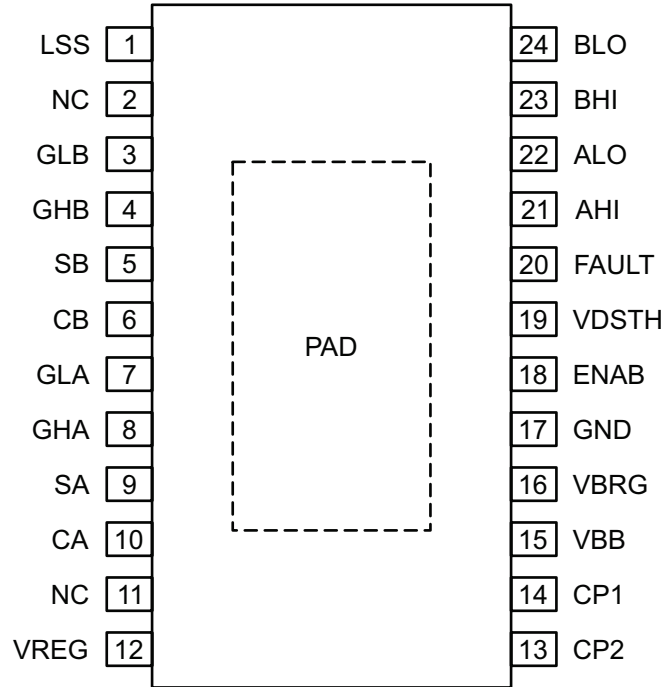 LSS 1 24 BLO
NC 2 23 BHI
GLB 3 22 ALO
GHB 4 21 AHI
SB 5 20 FAULT
CB 6 19 VDSTH
PAD
GLA 7 18 ENAB
GHA 8 17 GND
SA 9 16 VBRG
CA 10 15 VBB
NC 11 14 CP1
VREG 12 13 CP2